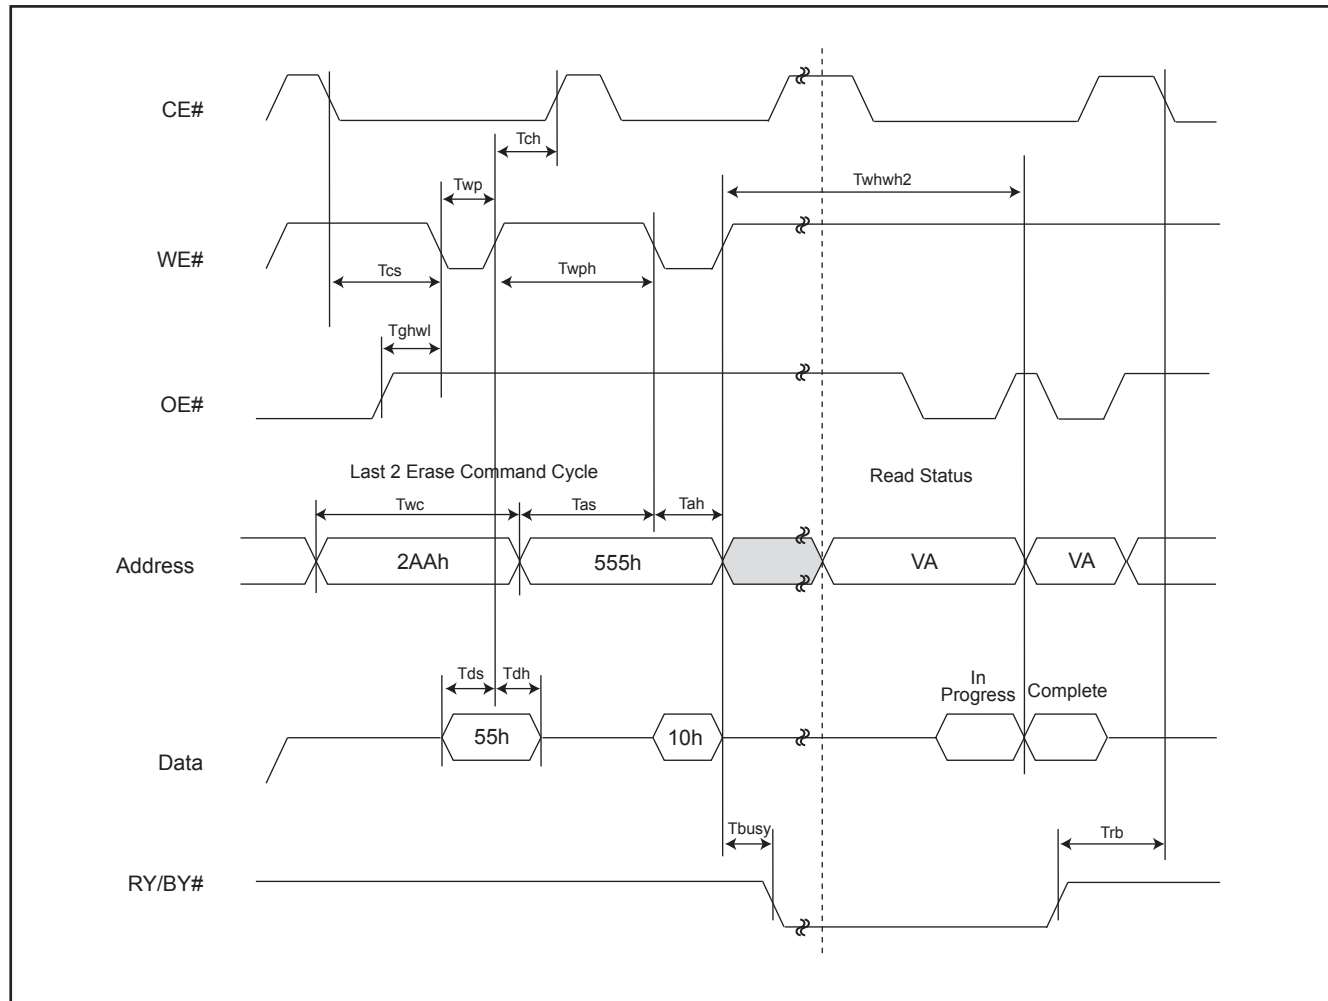 CE#
Tch
Twp
Twhwh2
WE#
Tcs
Twph
Tghwl
OE#
Last 2 Erase Command Cycle
Read Status
Twc
Tas
Tah
Address
2AAh
555h
VA
VA
Tds
Tdh
In
Progress
Complete
Data
55h
10h
Tbusy
Trb
RY/BY#